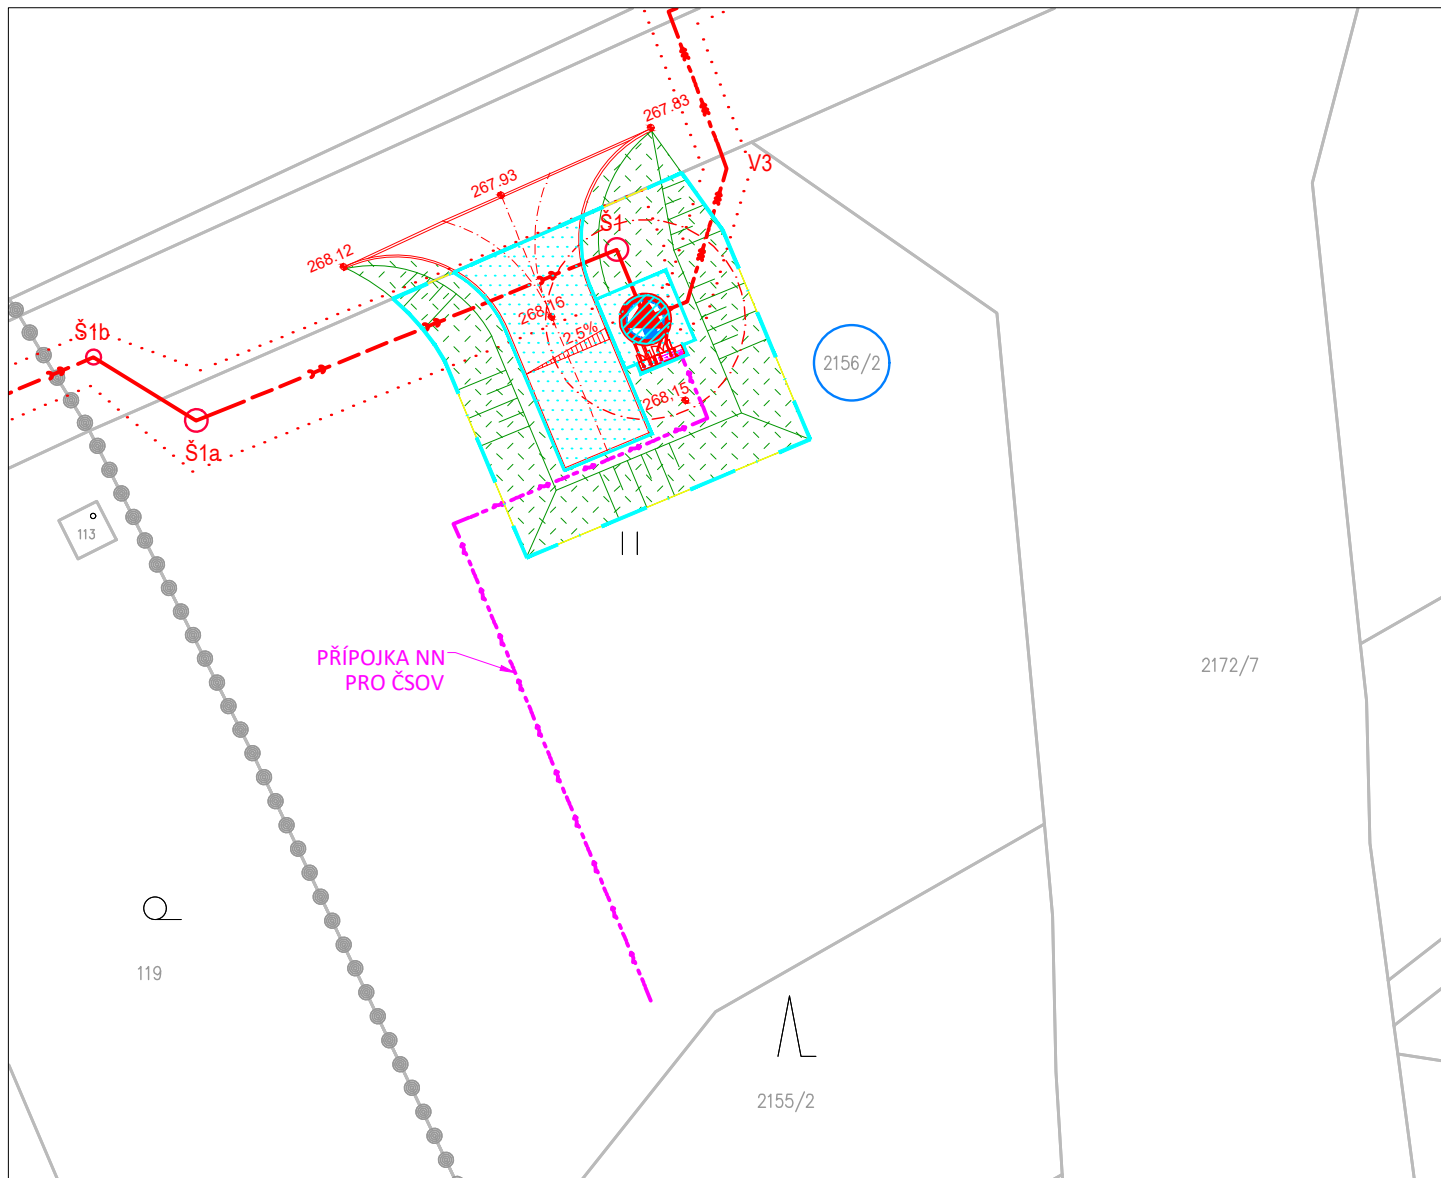 267.83
V3
267.93
Š1
268.12
268.16
2.5%
Š1b
2156/2
268.15
Š1a
113
PŘÍPOJKA NN
PRO ČSOV
2172/7
119
2155/2